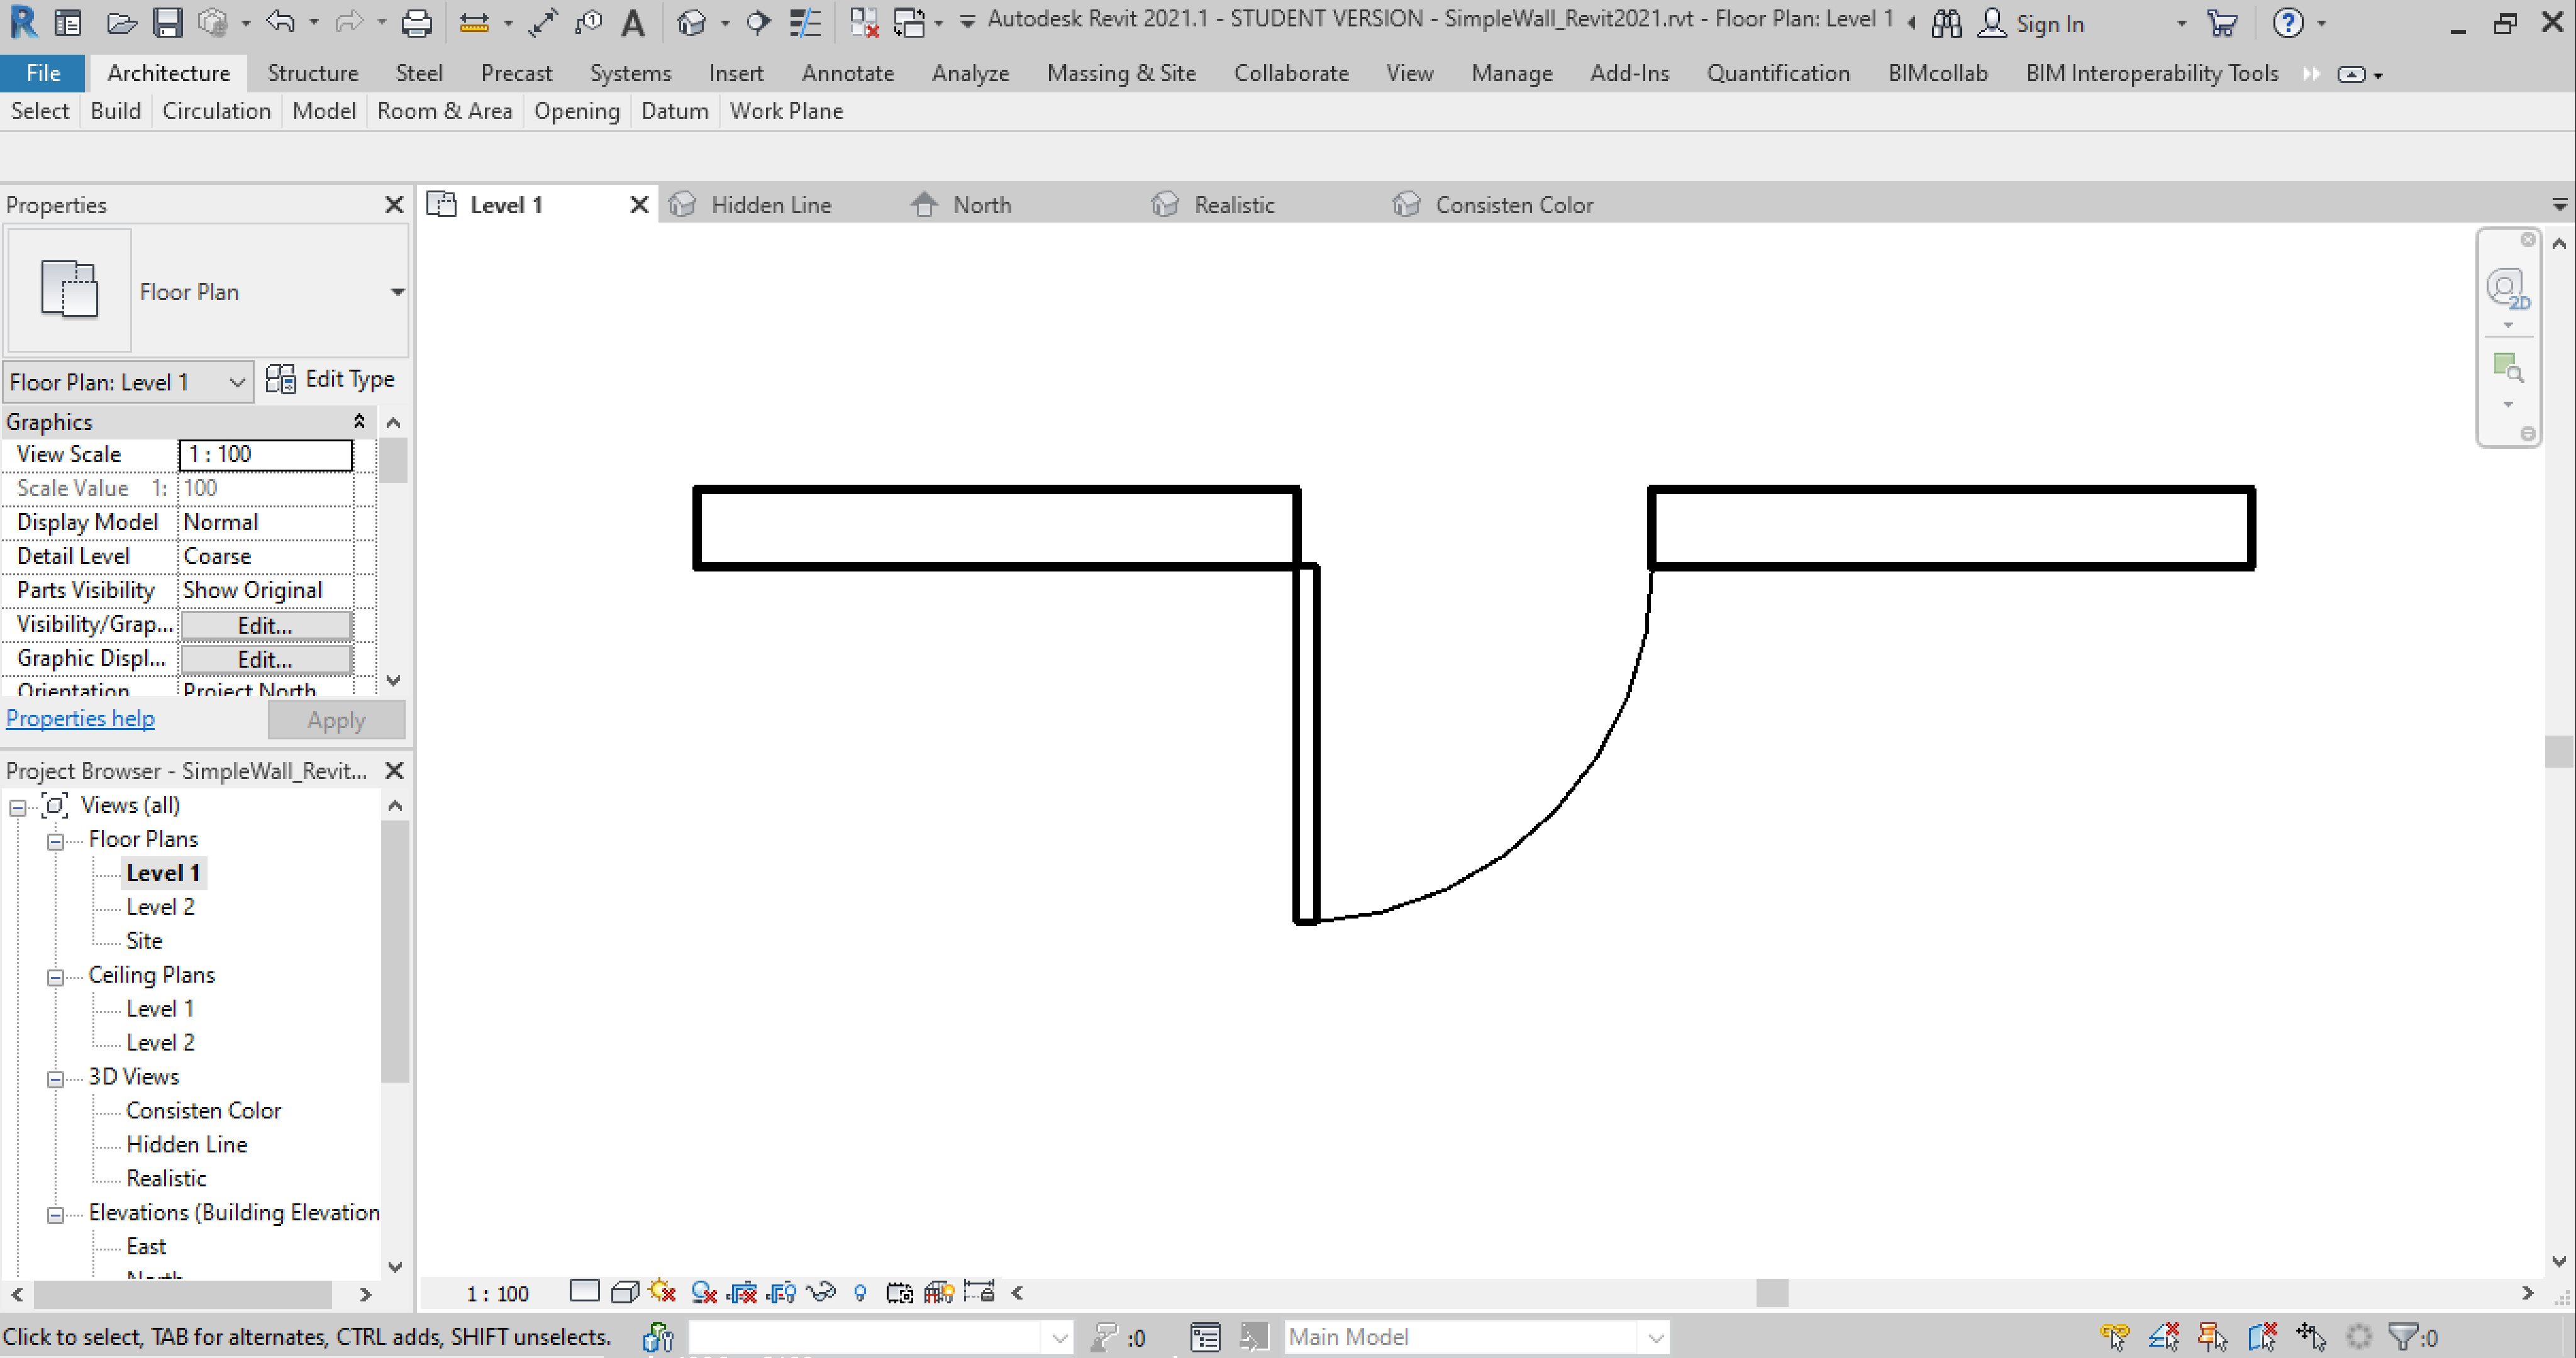 Autodesk Revit 2021.1 - STUDENT VERSION - SimpleWall_Revit2021.rvt - Floor Plan: Level 1 Sign In
File Architecture Structure Steel Precast Systems Insert Annotate Analyze Massing & Site Collaborate View Manage Add-Ins Quantification BIMcollab BIM Interoperability Tools
Select Build Circulation Model Room & Area Opening Datum Work Plane
Properties
Level 1 Hidden Line North Realistic Consisten Color
Floor Plan
2D
Floor Plan: Level 1 Edit Type
Graphics
View Scale 1 : 100
Scale Value 1: 100
Display Model Normal
Detail Level Coarse
Parts Visibility Show Original
Visibility/Grap... Edit...
Graphic Displ... Edit...
Orientation Project North
Properties help Apply
Project Browser - SimpleWall_Revit...
Views (all)
Floor Plans
Level 1
Level 2
Site
Ceiling Plans
Level 1
Level 2
3D Views
Consisten Color
Hidden Line
Realistic
Elevations (Building Elevation
East
North
1 : 100
Click to select, TAB for alternates, CTRL adds, SHIFT unselects. :0 Main Model :0